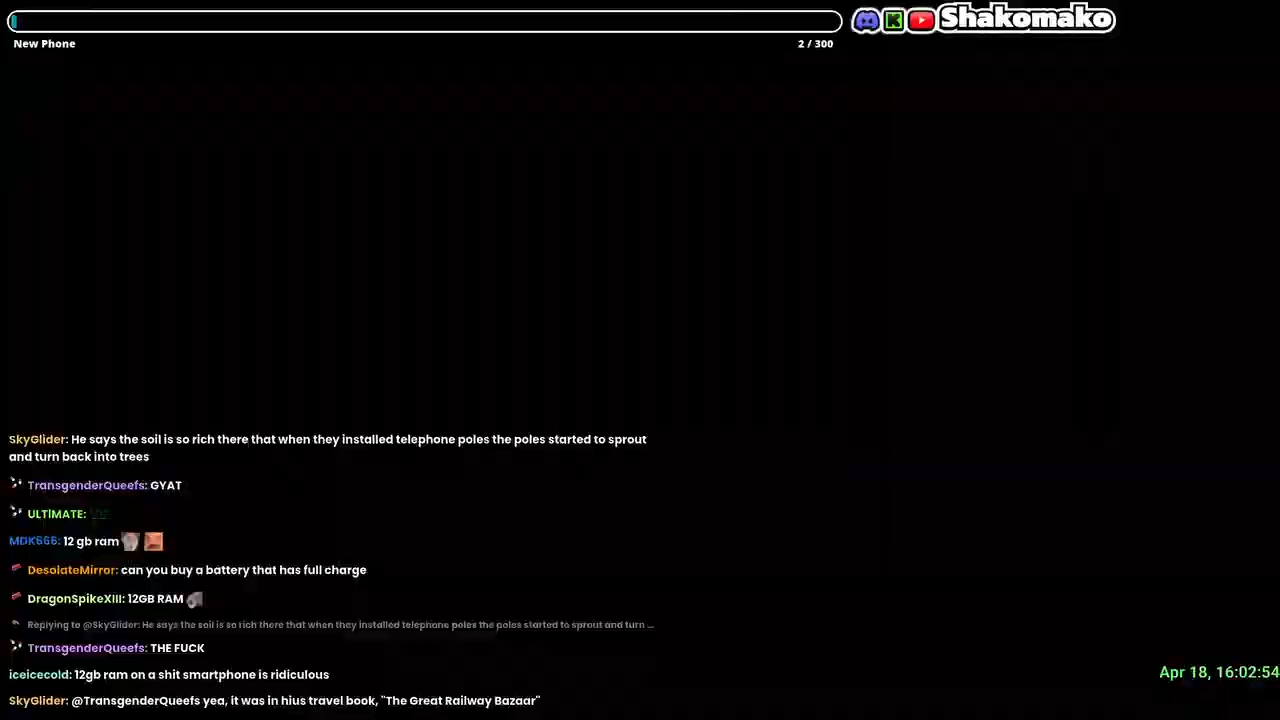 Shakomako
New Phone
2 / 300
SkyGlider: He says the soil is so rich there that when they installed telephone poles the poles started to sprout
and turn back into trees
TransgenderQueefs: GYAT
ULTIMATE:
MDK666: 12 gb ram
DesolateMirror: can you buy a battery that has full charge
DragonSpikeXIII: 12GB RAM
Replying to @SkyGlider: He says the soil is so rich there that when they installed telephone poles the poles started to sprout and turn ...
TransgenderQueefs: THE FUCK
iceicecold: 12gb ram on a shit smartphone is ridiculous
Apr 18, 16:02:54
SkyGlider: @TransgenderQueefs yea, it was in hius travel book, "The Great Railway Bazaar"